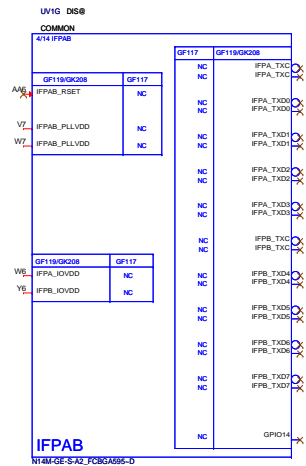 UV1G DIS@
COMMON
4/14 IFPAB
GF117 GF119/GK208
NC IFPA_TXC
NC IFPA_TXC
NC IFPA_TXD0
NC IFPA_TXD0
NC IFPA_TXD1
NC IFPA_TXD1
NC IFPA_TXD2
NC IFPA_TXD2
NC IFPA_TXD3
NC IFPA_TXD3
NC IFPB_TXC
NC IFPB_TXC
NC IFPB_TXD4
NC IFPB_TXD4
NC IFPB_TXD5
NC IFPB_TXD5
NC IFPB_TXD6
NC IFPB_TXD6
NC IFPB_TXD7
NC IFPB_TXD7
NC GPIO14
GF119/GK208 GF117
AA6 IFPAB_RSET NC
V7 IFPAB_PLLVDD NC
W7 IFPAB_PLLVDD NC
GF119/GK208 GF117
W6 IFPA_IOVDD NC
Y6 IFPB_IOVDD NC
IFPAB
N14M-GE-S-A2_FCBGA595~D